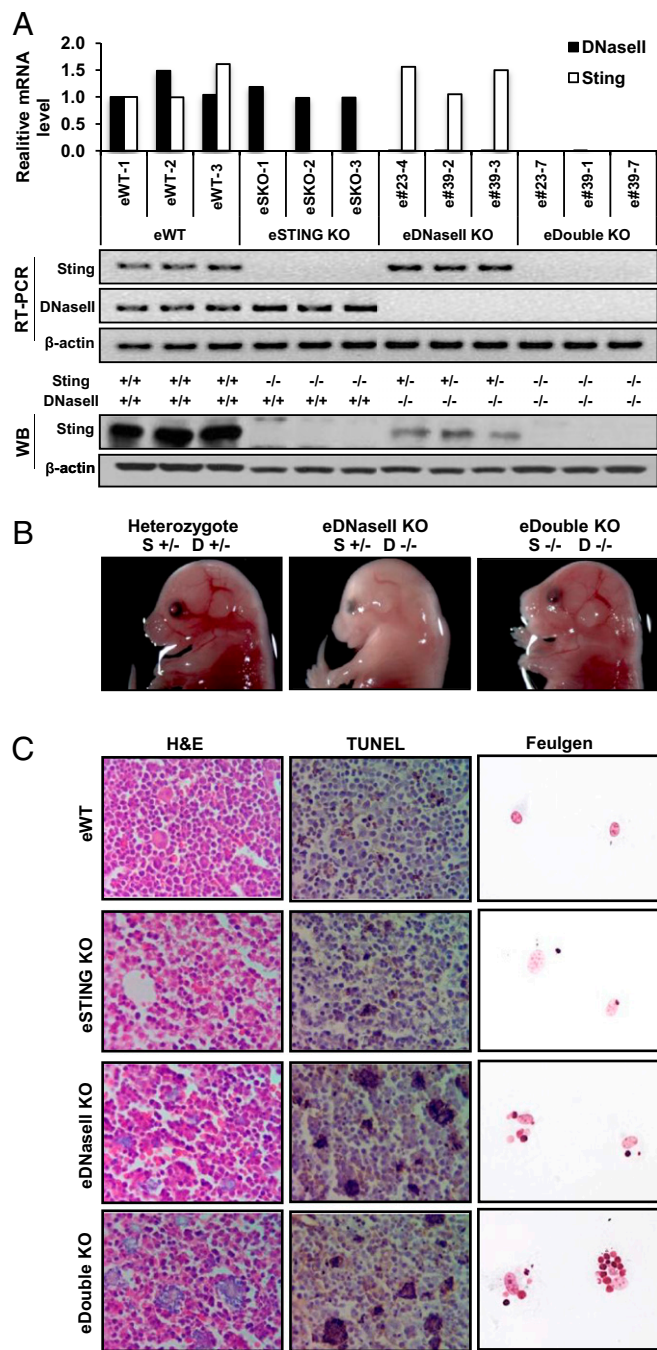 A
Realitive mRNA level
2.0
1.5
1.0
0.5
0.0
DNaseII
Sting
eWT-1 eWT-2 eWT-3 eSKO-1 eSKO-2 eSKO-3 e#23-4 e#39-2 e#39-3 e#23-7 e#39-1 e#39-7
eWT eSTING KO eDNaseII KO eDouble KO
RT-PCR
Sting
DNaseII
β-actin
Sting +/+ +/+ +/+ -/- -/- -/- +/- +/- +/- -/- -/- -/-
DNaseII +/+ +/+ +/+ +/+ +/+ +/+ -/- -/- -/- -/- -/- -/-
WB
Sting
β-actin
B
Heterozygote eDNaseII KO eDouble KO
S +/- D +/- S +/- D -/- S -/- D -/-
C
H&E TUNEL Feulgen
eWT
eSTING KO
eDNaseII KO
eDouble KO